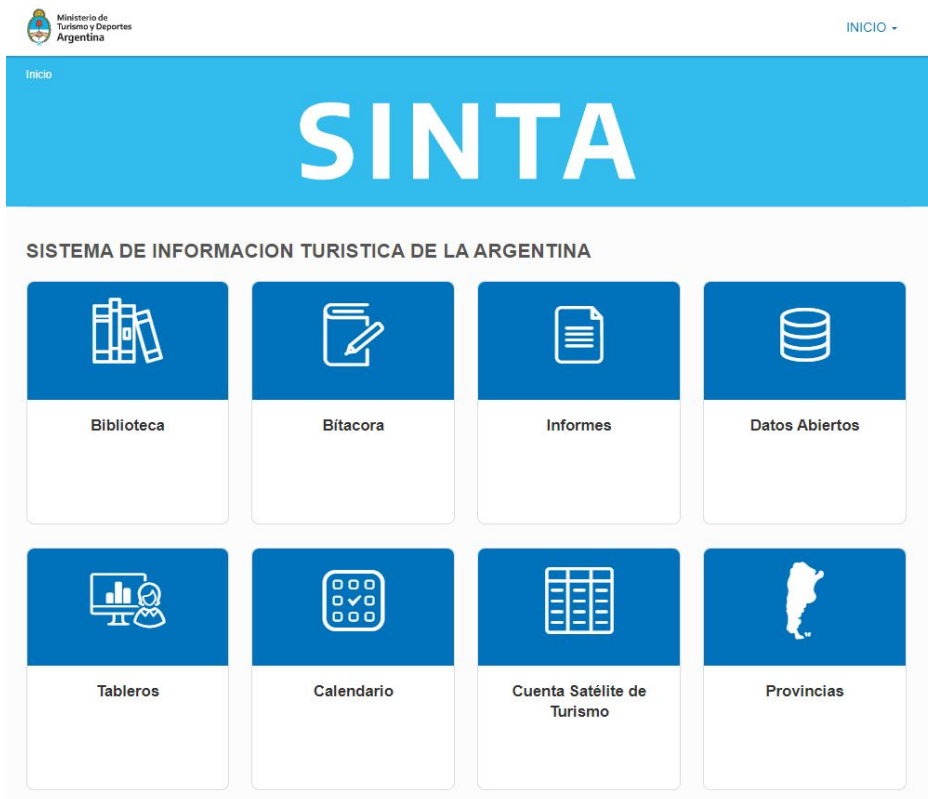 Ministerio de
Turismo y Deportes
Argentina
INICIO
Inicio
SINTA
SISTEMA DE INFORMACION TURISTICA DE LA ARGENTINA
Biblioteca
Bítacora
Informes
Datos Abiertos
Tableros
Calendario
Cuenta Satélite de
Turismo
Provincias